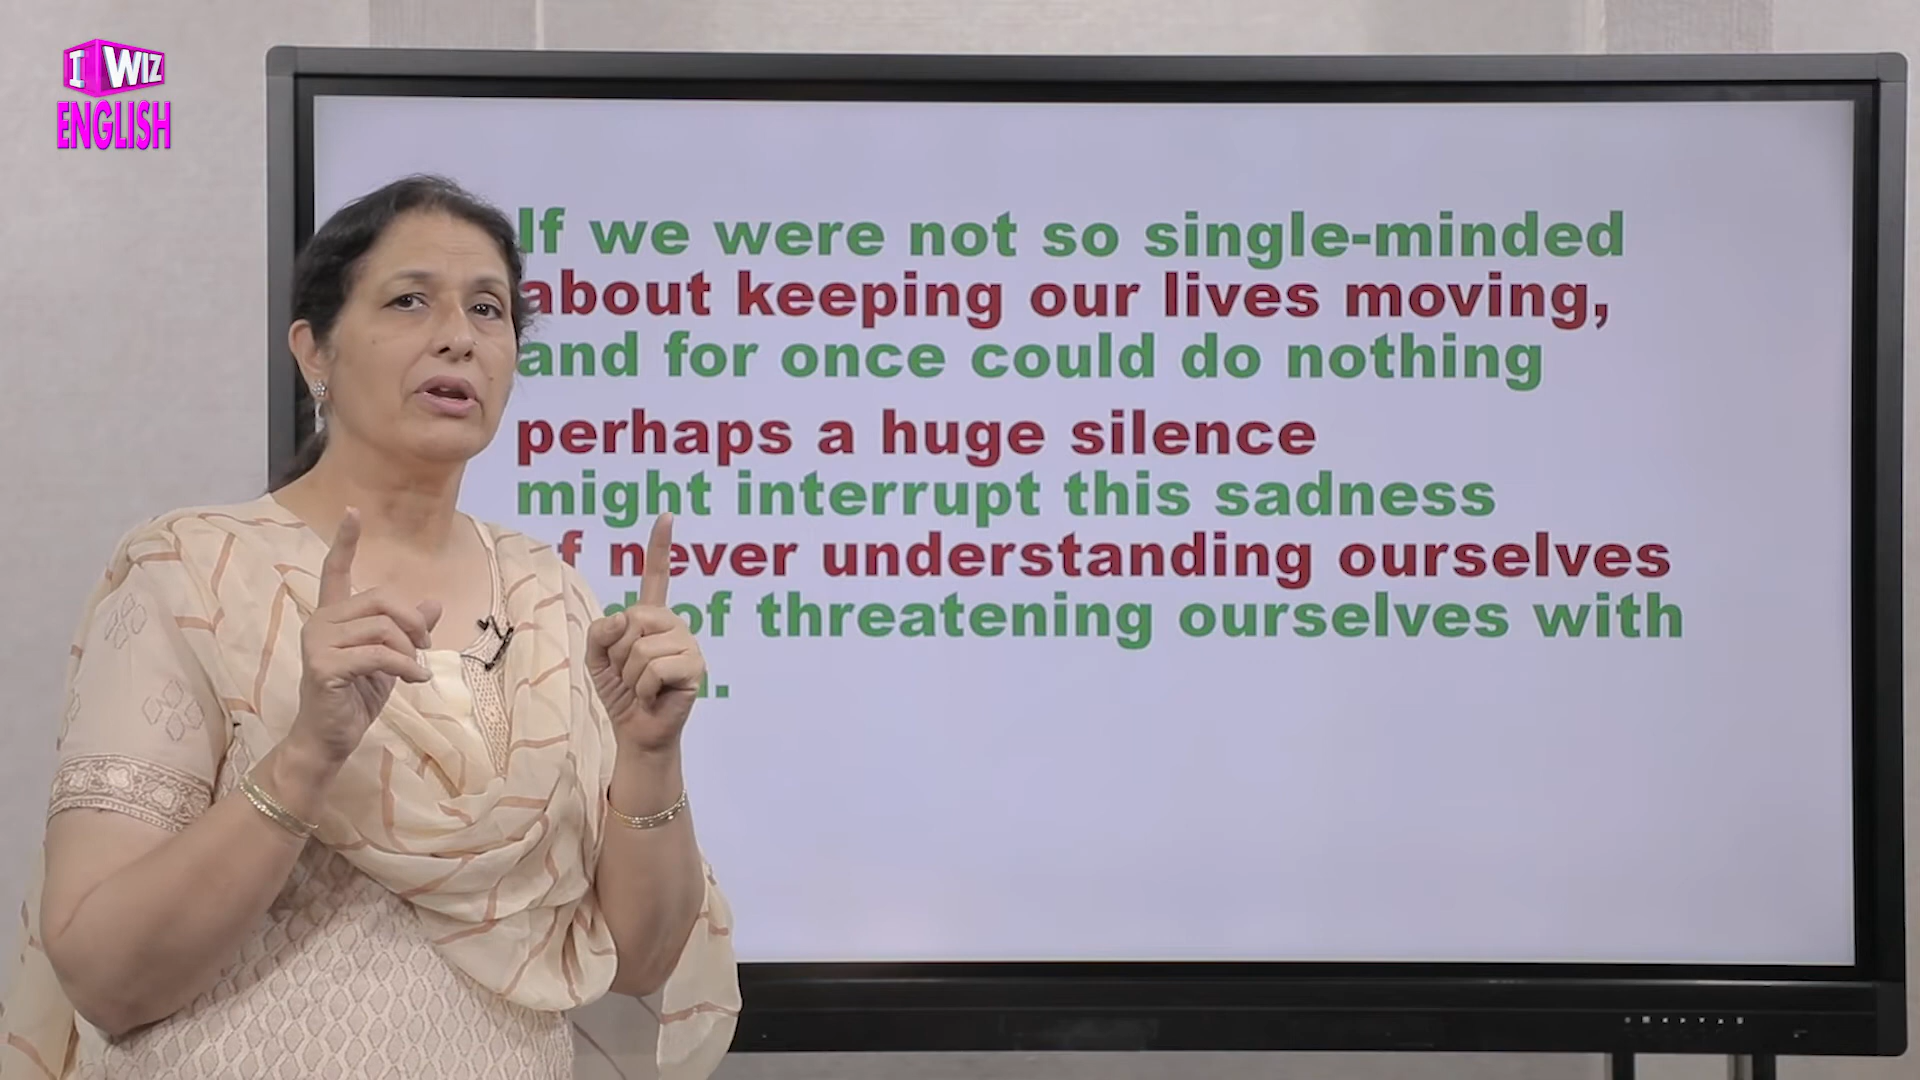 I WIZ
ENGLISH
If we were not so single-minded
about keeping our lives moving,
and for once could do nothing
perhaps a huge silence
might interrupt this sadness
never understanding ourselves
of threatening ourselves with